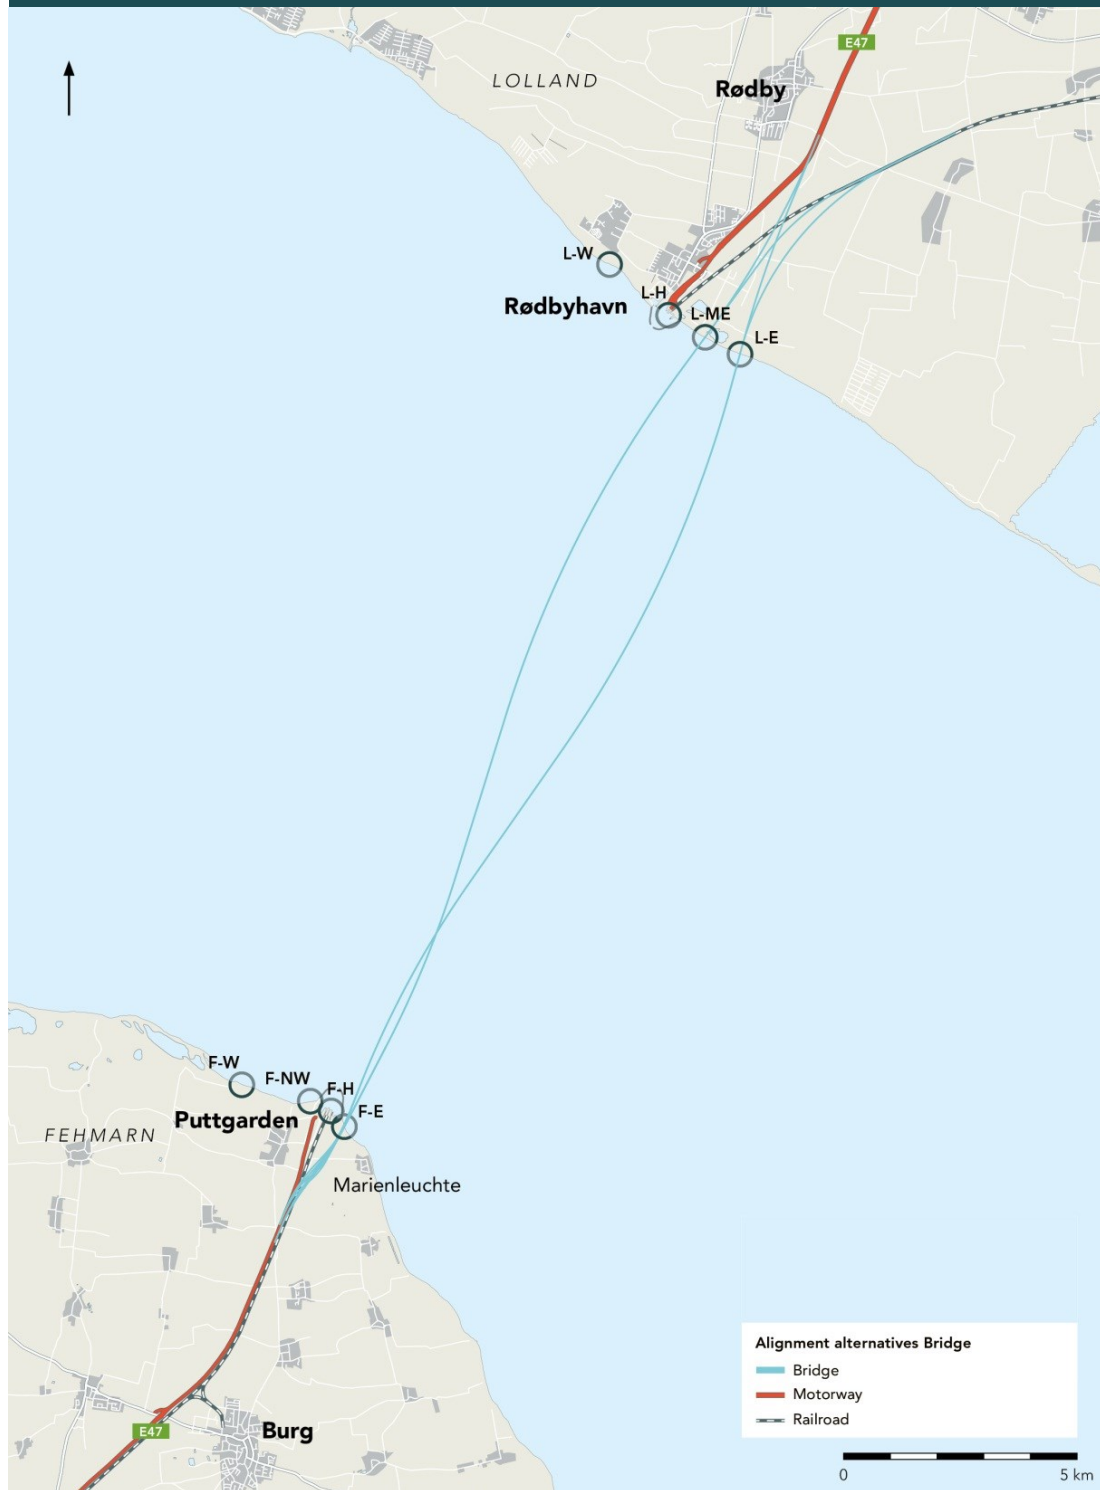 E47
LOLLAND
Rødby
L-W
L-H
Rødbyhavn
L-ME
L-E
F-W
F-NW
F-H
F-E
Puttgarden
FEHMARN
Marienleuchte
Alignment alternatives Bridge
Bridge
Motorway
Railroad
E47
Burg
0 5 km